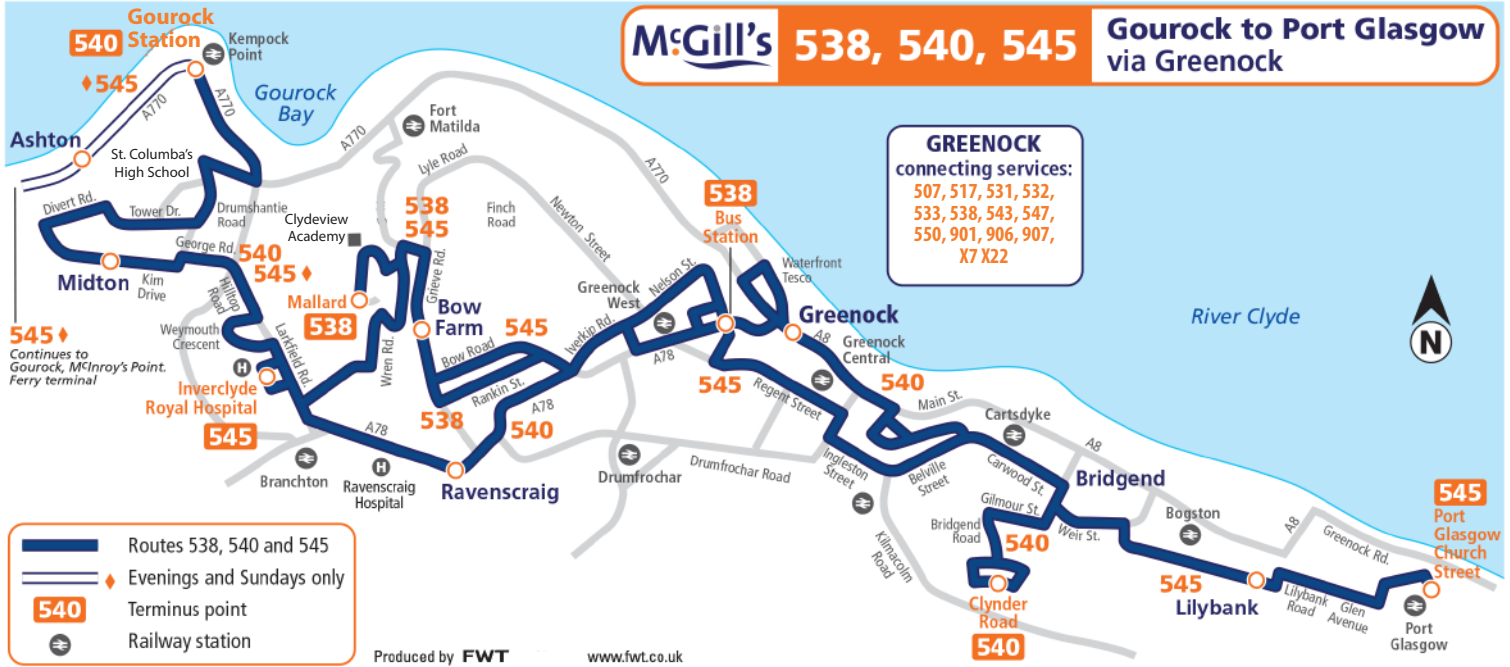 McGill's
538, 540, 545
Gourock to Port Glasgow
via Greenock
Gourock
Station
540
♦545
Kempock
Point
A770
A770
Gourock
Bay
Ashton
St. Columba's
High School
Divert Rd.
Tower Dr.
Drumshantie
Road
George Rd.
540
545 ♦
Midton
Kim
Drive
Hilltop
Road
Weymouth
Crescent
Larkfield Rd.
545 ♦
Continues to
Gourock, McInroy's Point.
Ferry terminal
Inverclyde
Royal Hospital
545
H
Clydeview
Academy
Mallard
538
Wren Rd.
A770
Fort
Matilda
Lyle Road
538
545
Grieve Rd.
Finch
Road
Newton Street
A770
Bow
Farm
Bow Road
545
Rankin St.
538
A78
540
A78
Branchton
H
Ravenscraig
Hospital
Ravenscraig
Iverkip Rd.
Greenock
West
Nelson St.
A78
538
Bus
Station
Waterfront
Tesco
Greenock
A8
Greenock
Central
545
Regent Street
540
Main St.
Cartsdyke
A8
Drumfrochar
Drumfrochar Road
Ingleston
Street
Belville
Street
Carwood St.
Bridgend
Gilmour St.
Bridgend
Road
540
Weir St.
Kilmacolm
Road
Clynder
Road
540
Bogston
545
Lilybank
Lilybank
Road
Glen
Avenue
A8
Greenock Rd.
545
Port
Glasgow
Church
Street
Port
Glasgow
GREENOCK
connecting services:
507, 517, 531, 532,
533, 538, 543, 547,
550, 901, 906, 907,
X7 X22
River Clyde
N
Routes 538, 540 and 545
♦ Evenings and Sundays only
540 Terminus point
Railway station
Produced by FWT
www.fwt.co.uk